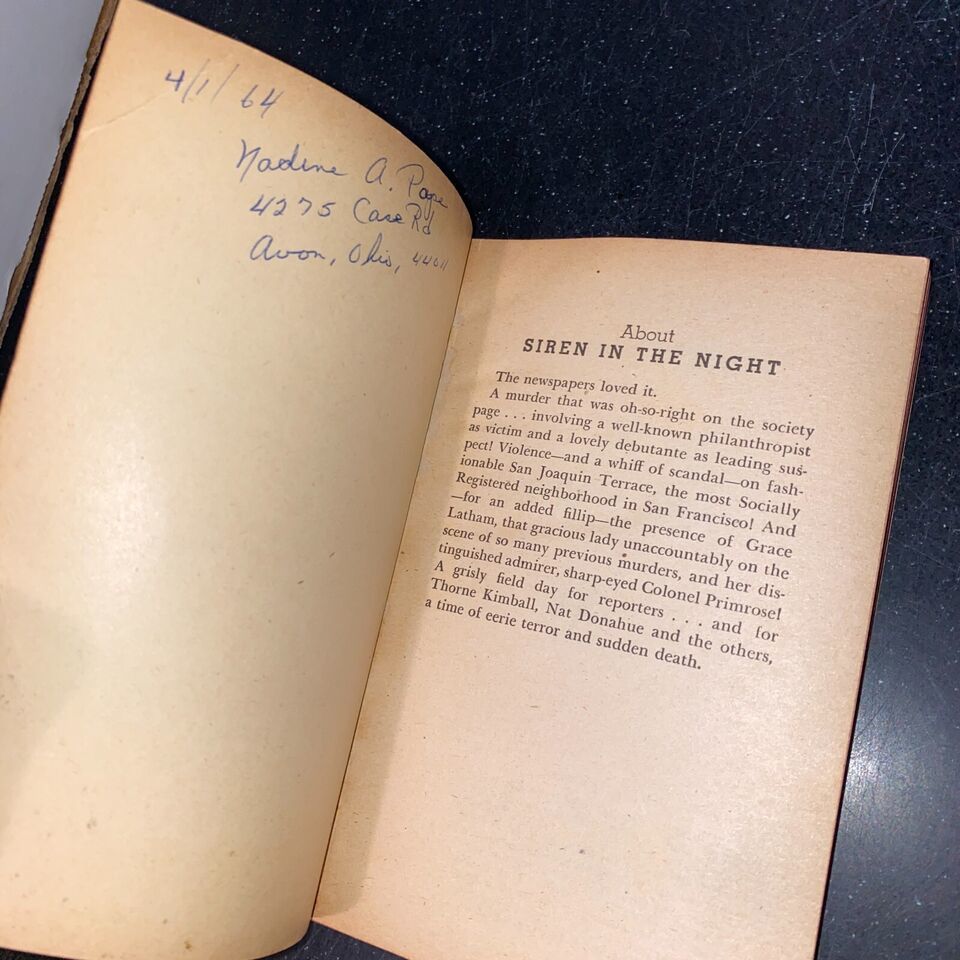 4/1/64
Nadine A. Pape
4275 Case Rd
Avon, Ohio, 44011
About
SIREN IN THE NIGHT
The newspapers loved it.
A murder that was oh-so-right on the society
page . . . involving a well-known philanthropist
as victim and a lovely debutante as leading sus-
pect! Violence—and a whiff of scandal—on fash-
ionable San Joaquin Terrace, the most Socially
Registered neighborhood in San Francisco! And
—for an added fillip—the presence of Grace
Latham, that gracious lady unaccountably on the
scene of so many previous murders, and her dis-
tinguished admirer, sharp-eyed Colonel Primrose!
A grisly field day for reporters . . . and for
Thorne Kimball, Nat Donahue and the others,
a time of eerie terror and sudden death.